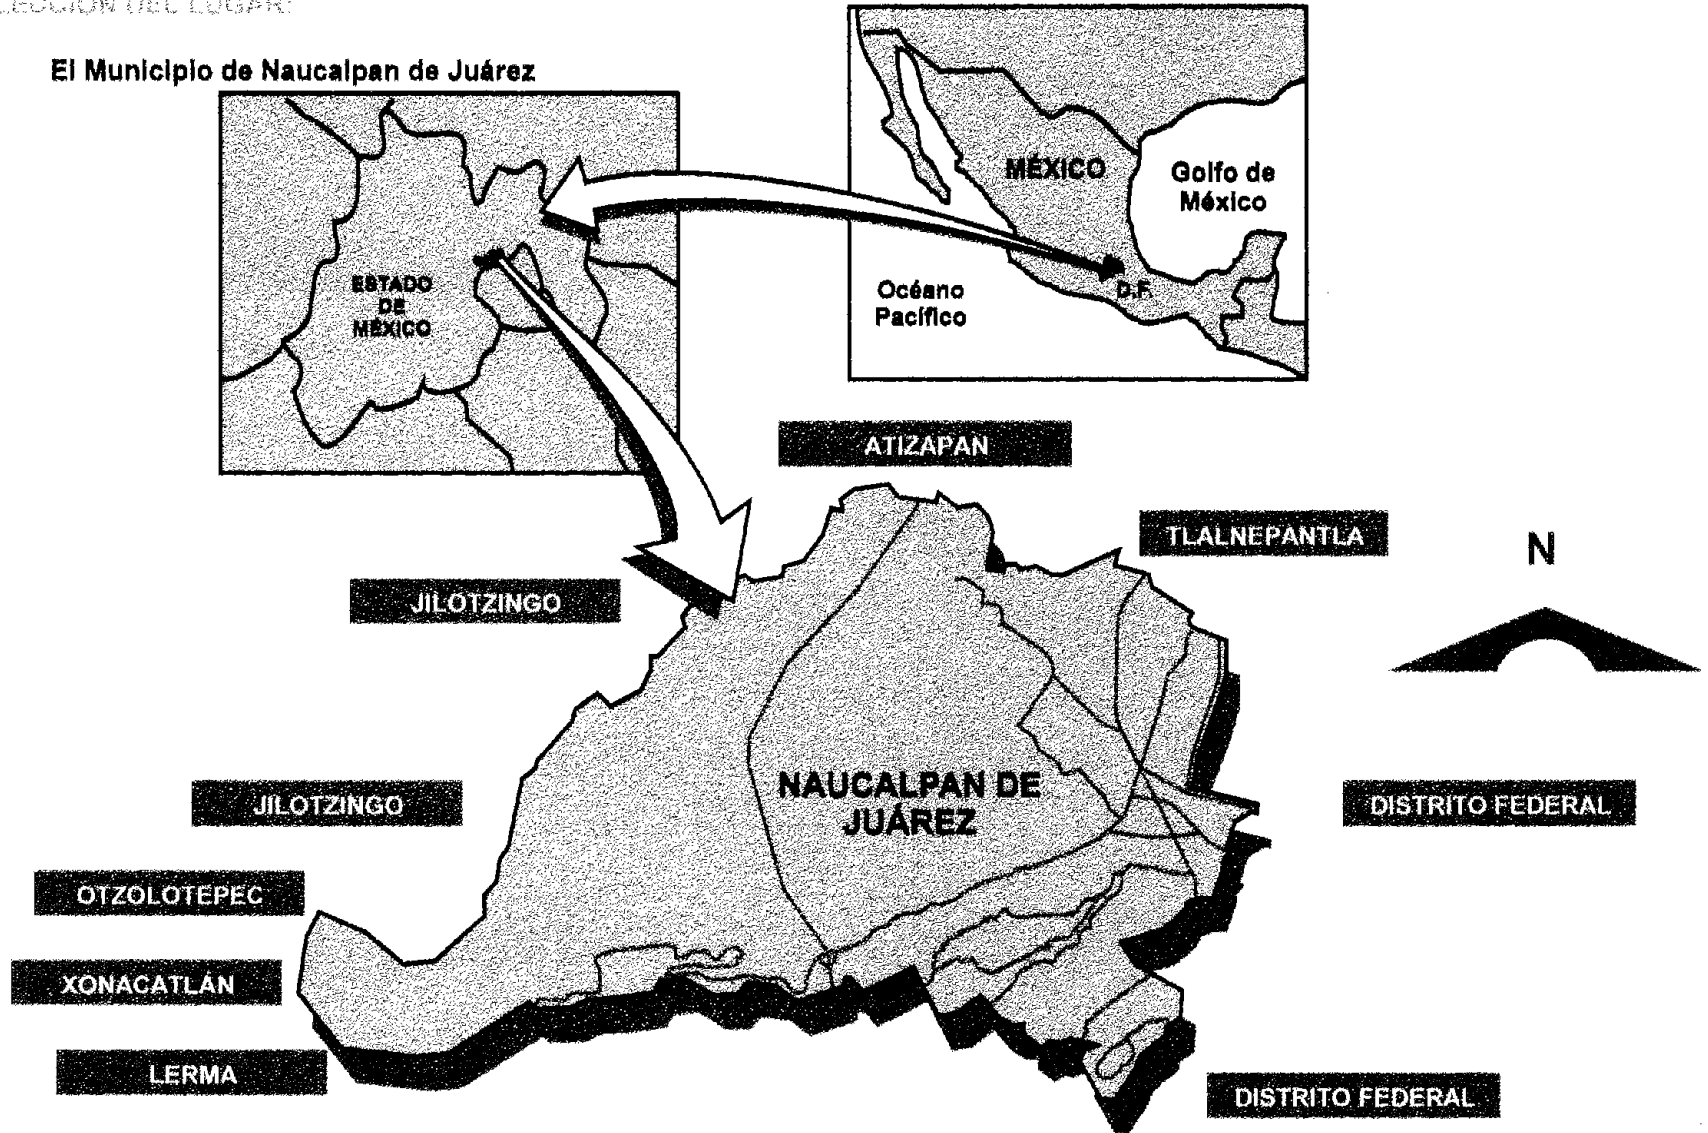 El Municipio de Naucalpan de Juárez
MÉXICO
Golfo de
México
D.F.
Océano
Pacífico
ESTADO
DE
MÉXICO
ATIZAPAN
TLALNEPANTLA
N
JILOTZINGO
NAUCALPAN DE
JUÁREZ
JILOTZINGO
DISTRITO FEDERAL
OTZOLOTEPEC
XONACATLÁN
LERMA
DISTRITO FEDERAL